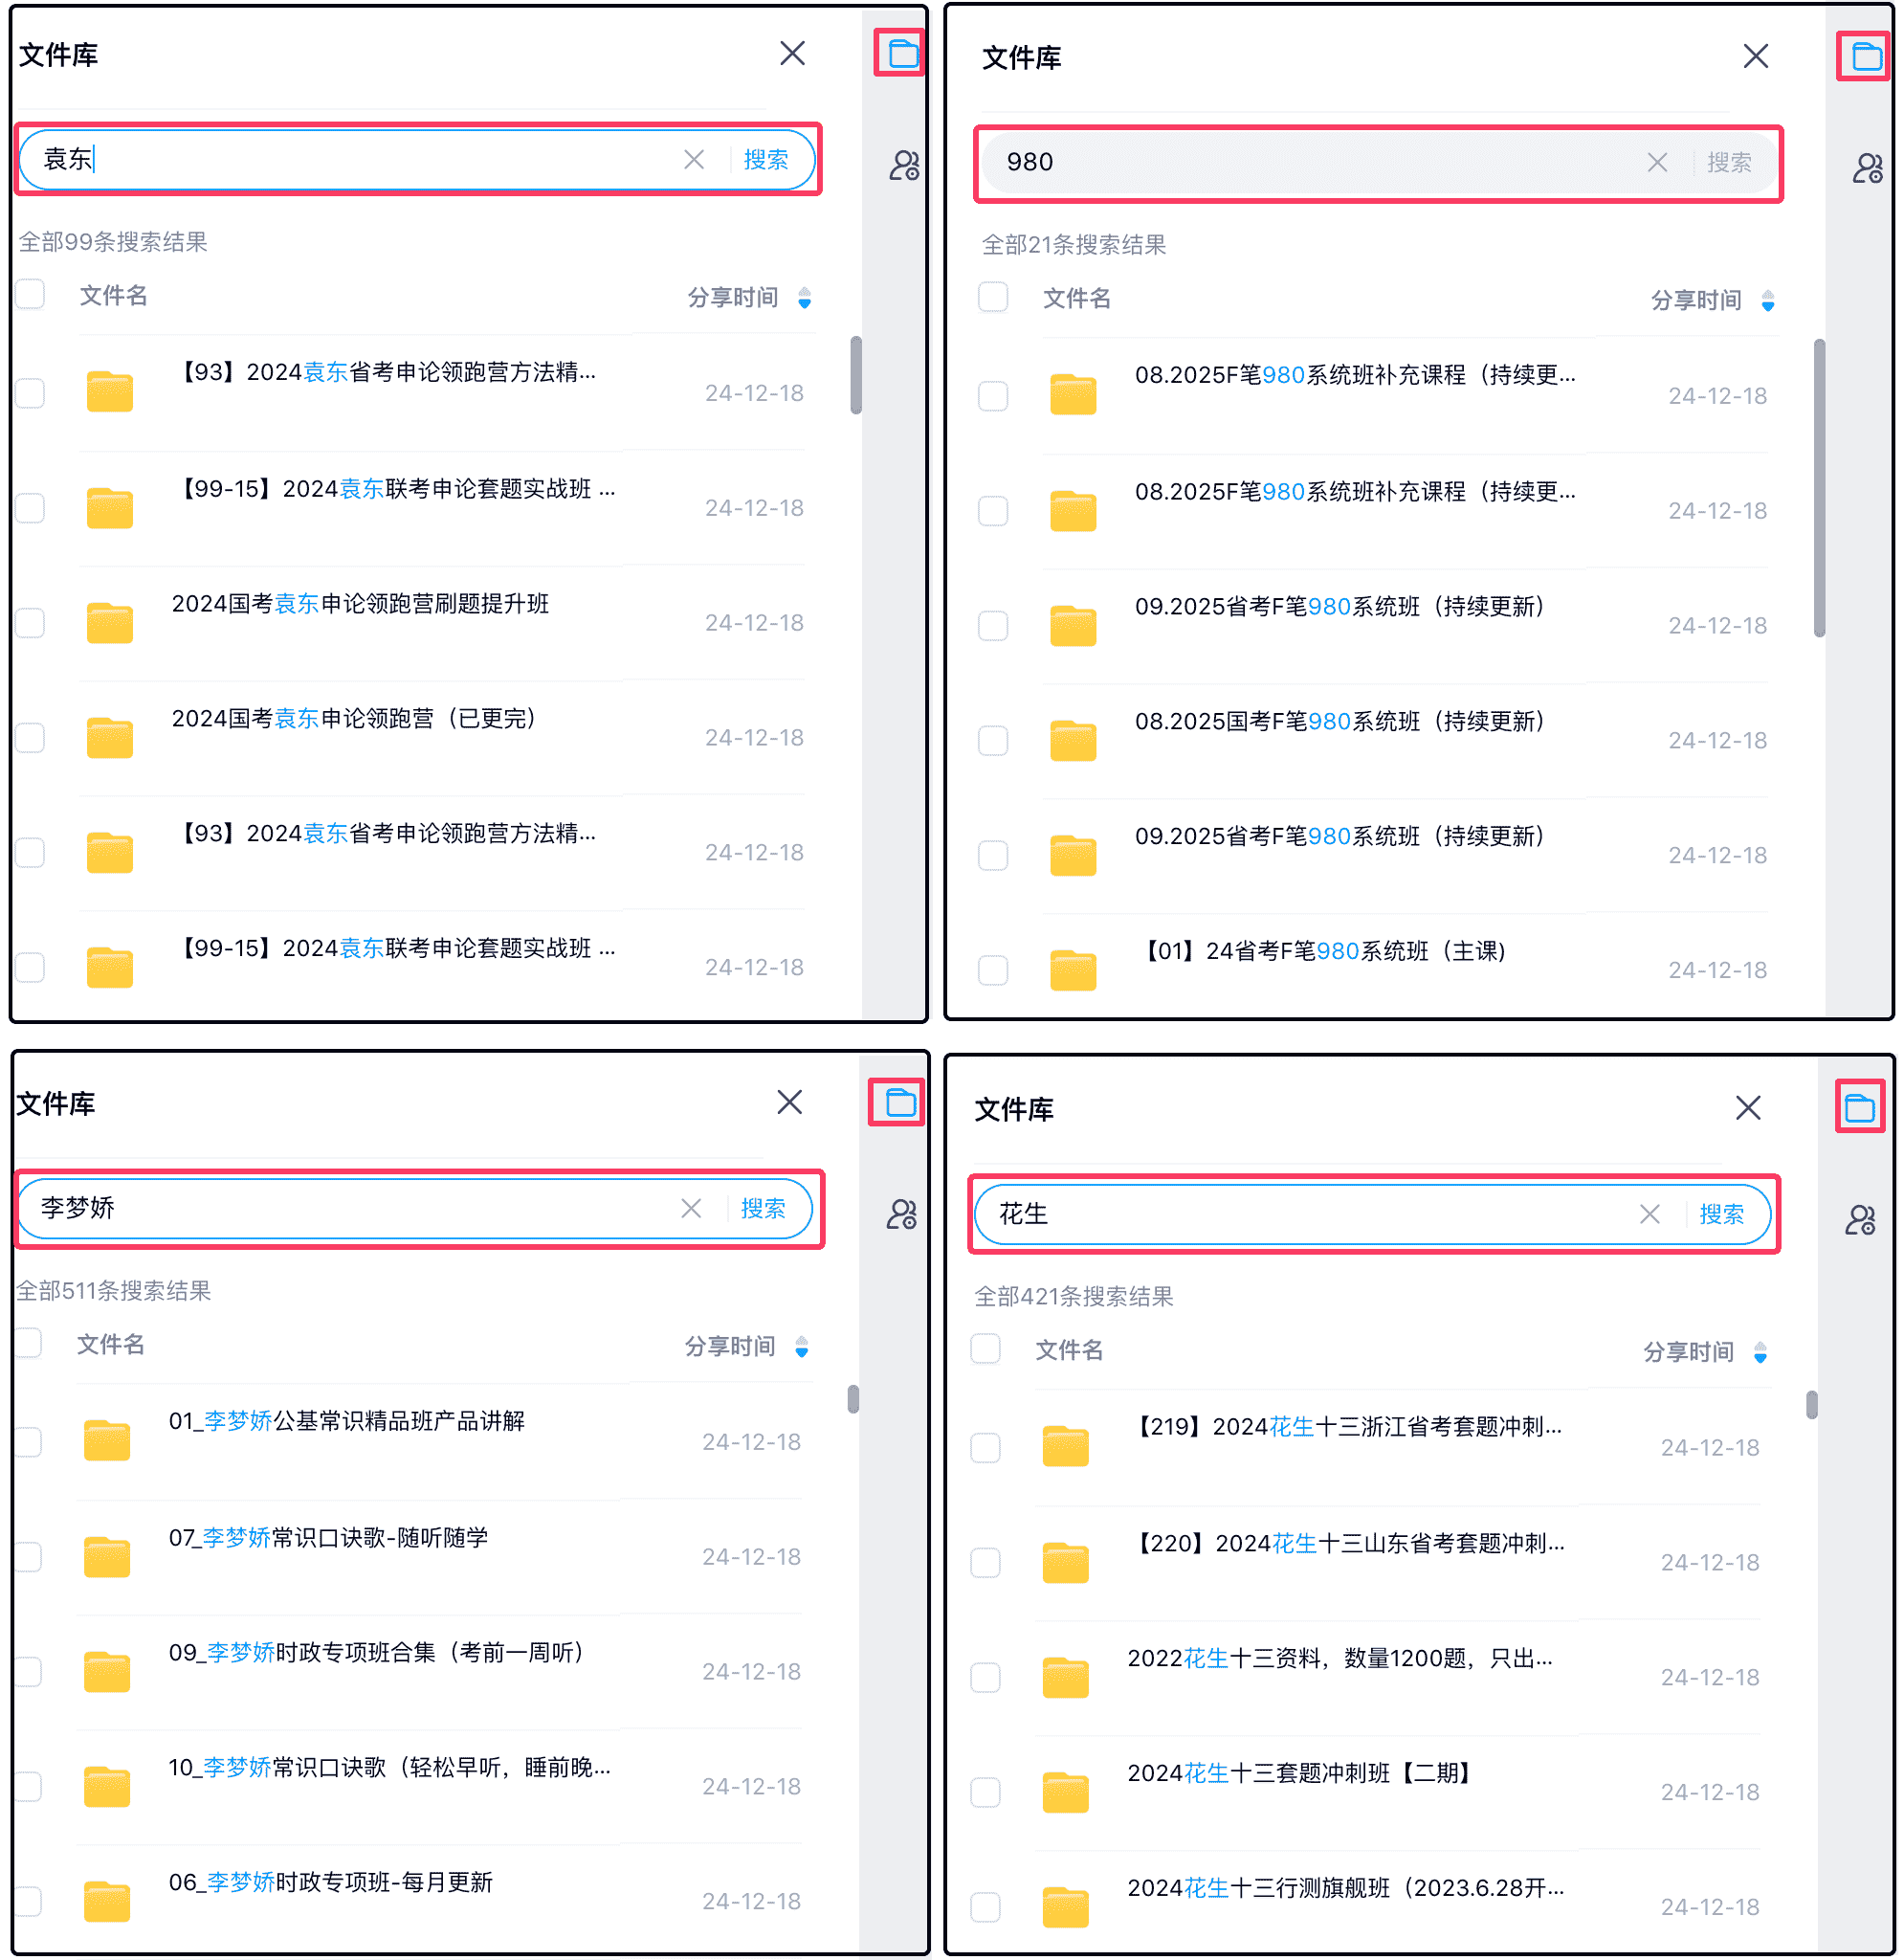 文件库
袁东
搜索
全部99条搜索结果
文件名
分享时间
【93】2024袁东省考申论领跑营方法精...
24-12-18
【99-15】2024袁东联考申论套题实战班 ...
24-12-18
2024国考袁东申论领跑营刷题提升班
24-12-18
2024国考袁东申论领跑营（已更完）
24-12-18
【93】2024袁东省考申论领跑营方法精...
24-12-18
【99-15】2024袁东联考申论套题实战班 ...
24-12-18
文件库
980
搜索
全部21条搜索结果
文件名
分享时间
08.2025F笔980系统班补充课程（持续更...
24-12-18
08.2025F笔980系统班补充课程（持续更...
24-12-18
09.2025省考F笔980系统班（持续更新）
24-12-18
08.2025国考F笔980系统班（持续更新）
24-12-18
09.2025省考F笔980系统班（持续更新）
24-12-18
【01】24省考F笔980系统班（主课)
24-12-18
文件库
李梦娇
搜索
全部511条搜索结果
文件名
分享时间
01_李梦娇公基常识精品班产品讲解
24-12-18
07_李梦娇常识口诀歌-随听随学
24-12-18
09_李梦娇时政专项班合集（考前一周听）
24-12-18
10_李梦娇常识口诀歌（轻松早听，睡前晚...
24-12-18
06_李梦娇时政专项班-每月更新
24-12-18
文件库
花生
搜索
全部421条搜索结果
文件名
分享时间
【219】2024花生十三浙江省考套题冲刺...
24-12-18
【220】2024花生十三山东省考套题冲刺...
24-12-18
2022花生十三资料，数量1200题，只出...
24-12-18
2024花生十三套题冲刺班【二期】
24-12-18
2024花生十三行测旗舰班（2023.6.28开...
24-12-18